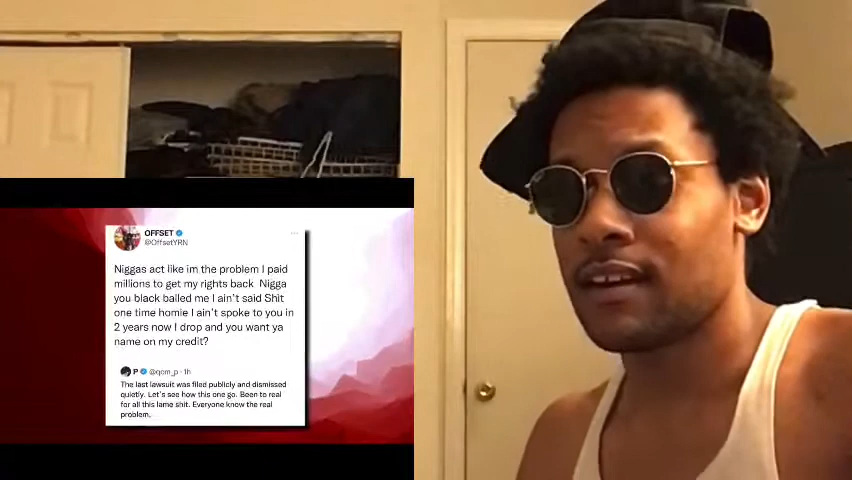 OFFSET
@OffsetYRN
Niggas act like im the problem I paid
millions to get my rights back Nigga
you black balled me I ain't said Shit
one time homie I ain't spoke to you in
2 years now I drop and you want ya
name on my credit?
P @qcm_p · 1h
The last lawsuit was filed publicly and dismissed
quietly. Let's see how this one go. Been to real
for all this lame shit. Everyone know the real
problem.